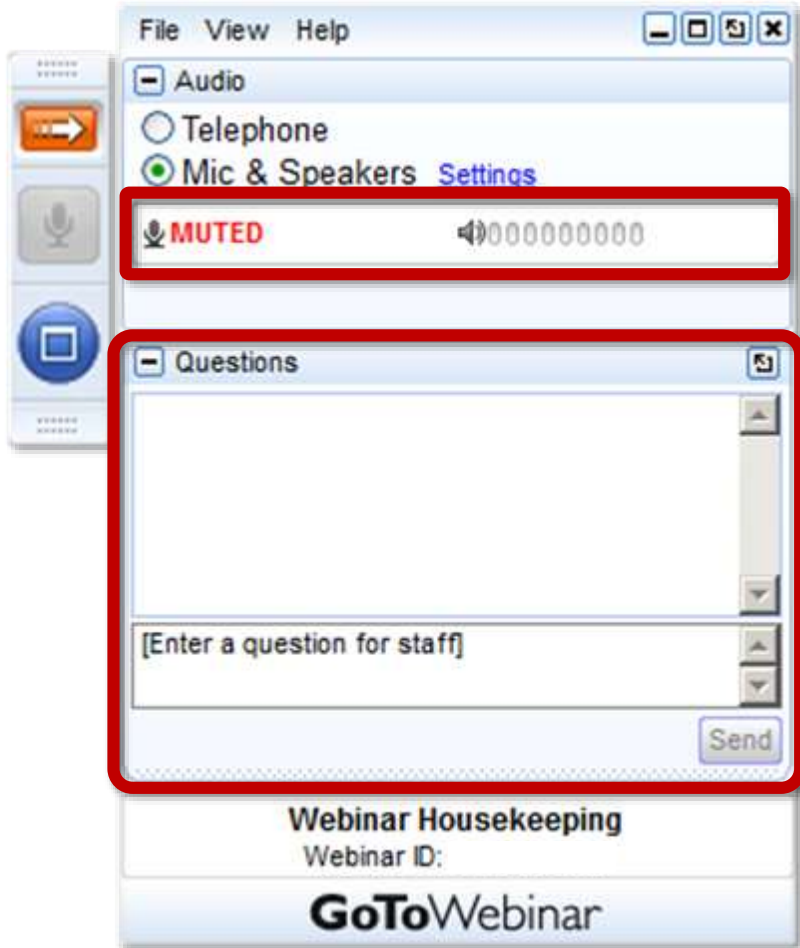 File View Help
Audio
Telephone
Mic & Speakers Settings
MUTED 000000000
Questions
[Enter a question for staff]
Send
Webinar Housekeeping
Webinar ID:
GoToWebinar